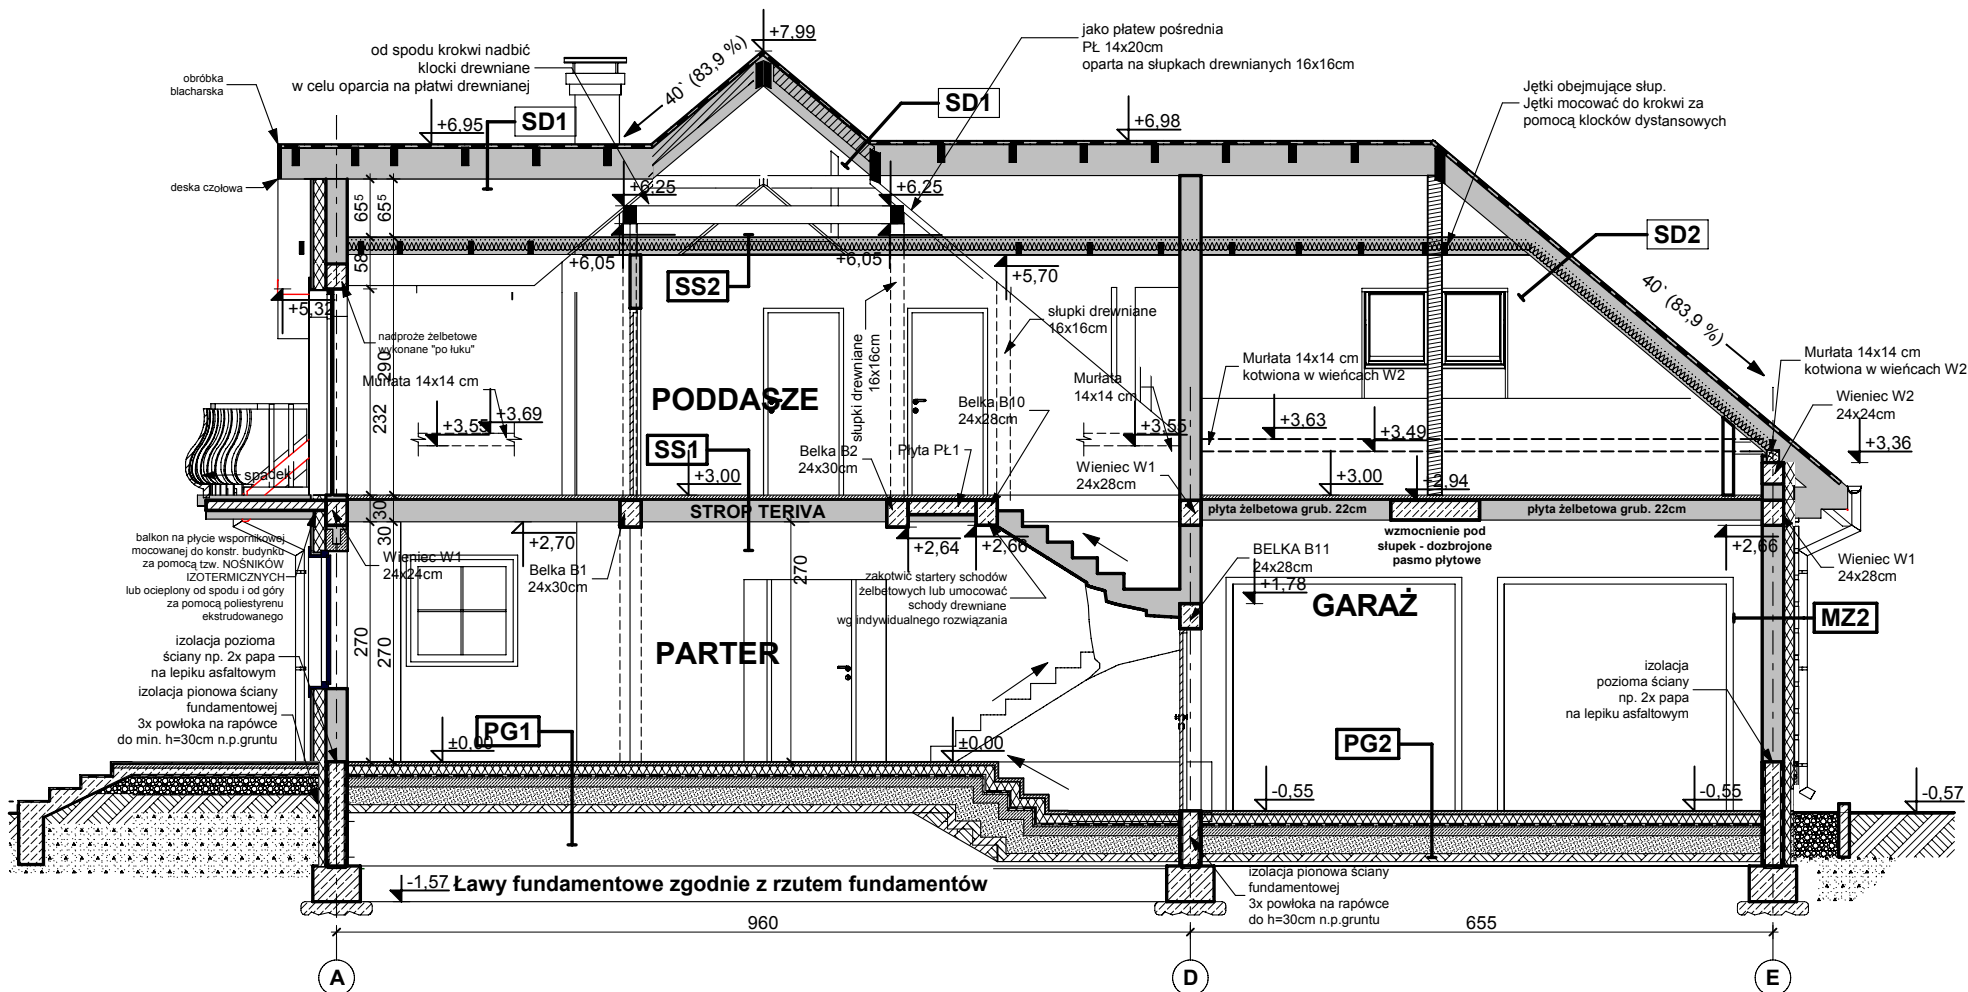 +7,99
jako płatew pośrednia
PŁ 14x20cm
oparta na słupkach drewnianych 16x16cm
od spodu krokwi nadbić
klocki drewniane
w celu oparcia na płatwi drewnianej
40` (83,9 %)
obróbka
blacharska
Jętki obejmujące słup.
Jętki mocować do krokwi za
pomocą klocków dystansowych
SD1
SD1
+6,95
+6,98
deska czołowa
65⁵
65⁵
+6,25
+6,25
SD2
58
+6,05
+6,05
+5,70
SS2
40` (83,9 %)
+5,32
nadproże żelbetowe
wykonane "po łuku"
słupki drewniane
16x16cm
słupki drewniane
16x16cm
290
232
Murłata 14x14 cm
+3,69
+3,55
PODDASZE
Belka B10
24x28cm
Murłata
14x14 cm
Murłata 14x14 cm
kotwiona w wieńcach W2
Murłata 14x14 cm
kotwiona w wieńcach W2
Wieniec W2
24x24cm
+3,55
+3,63
+3,49
+3,36
SS1
Belka B2
24x30cm
Płyta PŁ1
Wieniec W1
24x28cm
spadek
+3,00
+3,00
+2,94
30
30
STROP TERIVA
płyta żelbetowa grub. 22cm
płyta żelbetowa grub. 22cm
wzmocnienie pod
słupek - dozbrojone
pasmo płytowe
balkon na płycie wspornikowej
mocowanej do konstr. budynku
za pomocą tzw. NOŚNIKÓW
IZOTERMICZNYCH
lub ocieplony od spodu i od góry
za pomocą poliestyrenu
ekstrudowanego
Wieniec W1
24x24cm
+2,70
Belka B1
24x30cm
270
+2,64
+2,66
+2,66
BELKA B11
24x28cm
Wieniec W1
24x28cm
zakotwić startery schodów
żelbetowych lub umocować
schody drewniane
wg indywidualnego rozwiązania
+1,78
GARAŻ
MZ2
izolacja pozioma
ściany np. 2x papa
na lepiku asfaltowym
270
270
PARTER
izolacja pionowa ściany
fundamentowej
3x powłoka na rapówce
do min. h=30cm n.p.gruntu
izolacja
pozioma ściany
np. 2x papa
na lepiku asfaltowym
±0,00
PG1
±0,00
PG2
-0,55
-0,55
-0,57
-1,57
Ławy fundamentowe zgodnie z rzutem fundamentów
izolacja pionowa ściany
fundamentowej
3x powłoka na rapówce
do h=30cm n.p.gruntu
960
655
A
D
E